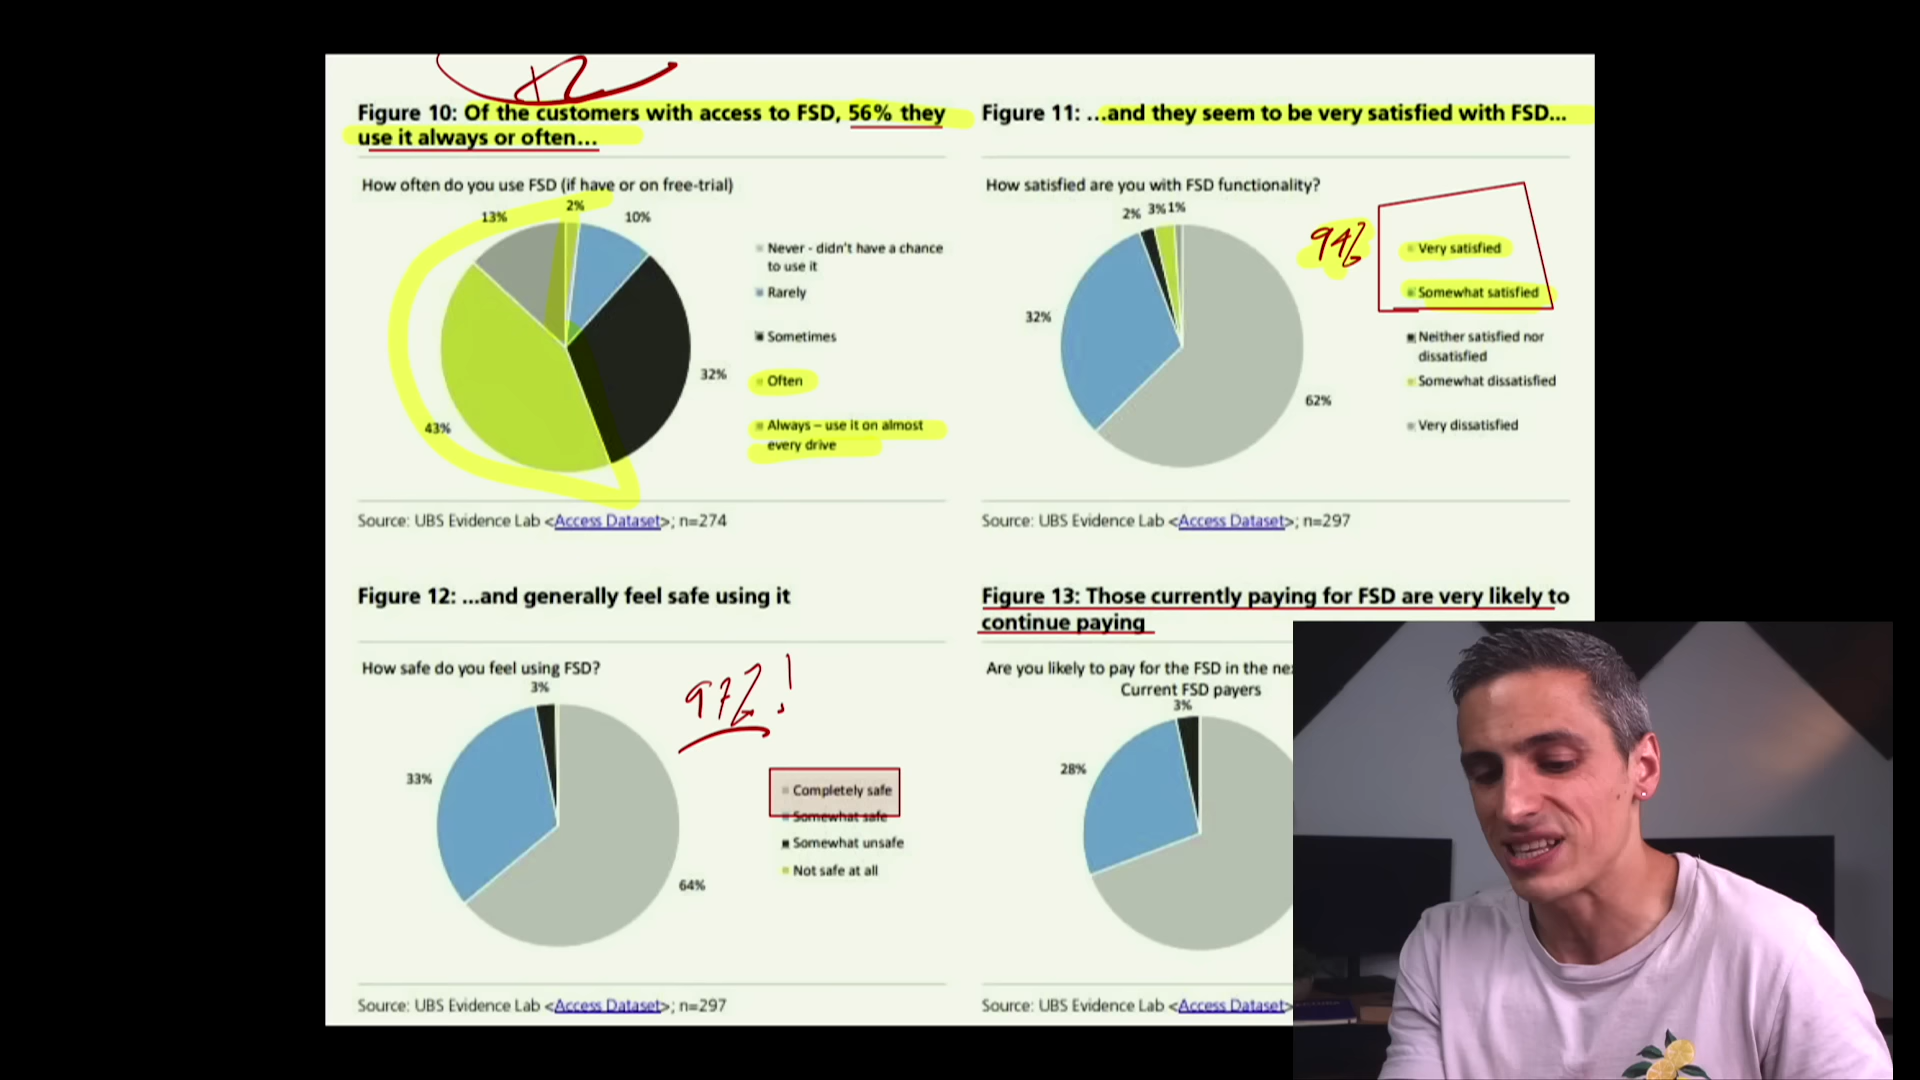 Figure 10: Of the customers with access to FSD, 56% they
use it always or often...
How often do you use FSD (if have or on free-trial)
13%
2%
10%
32%
43%
Never - didn't have a chance
to use it
Rarely
Sometimes
Often
Always – use it on almost
every drive
Source: UBS Evidence Lab <Access Dataset>; n=274
Figure 11: ...and they seem to be very satisfied with FSD...
How satisfied are you with FSD functionality?
2%
3%
1%
32%
62%
94%
Very satisfied
Somewhat satisfied
Neither satisfied nor
dissatisfied
Somewhat dissatisfied
Very dissatisfied
Source: UBS Evidence Lab <Access Dataset>; n=297
Figure 12: ...and generally feel safe using it
How safe do you feel using FSD?
3%
33%
64%
97%!
Completely safe
Somewhat safe
Somewhat unsafe
Not safe at all
Source: UBS Evidence Lab <Access Dataset>; n=297
Figure 13: Those currently paying for FSD are very likely to
continue paying
Are you likely to pay for the FSD in the
Current FSD payers
3%
28%
Source: UBS Evidence Lab <Access Dataset>